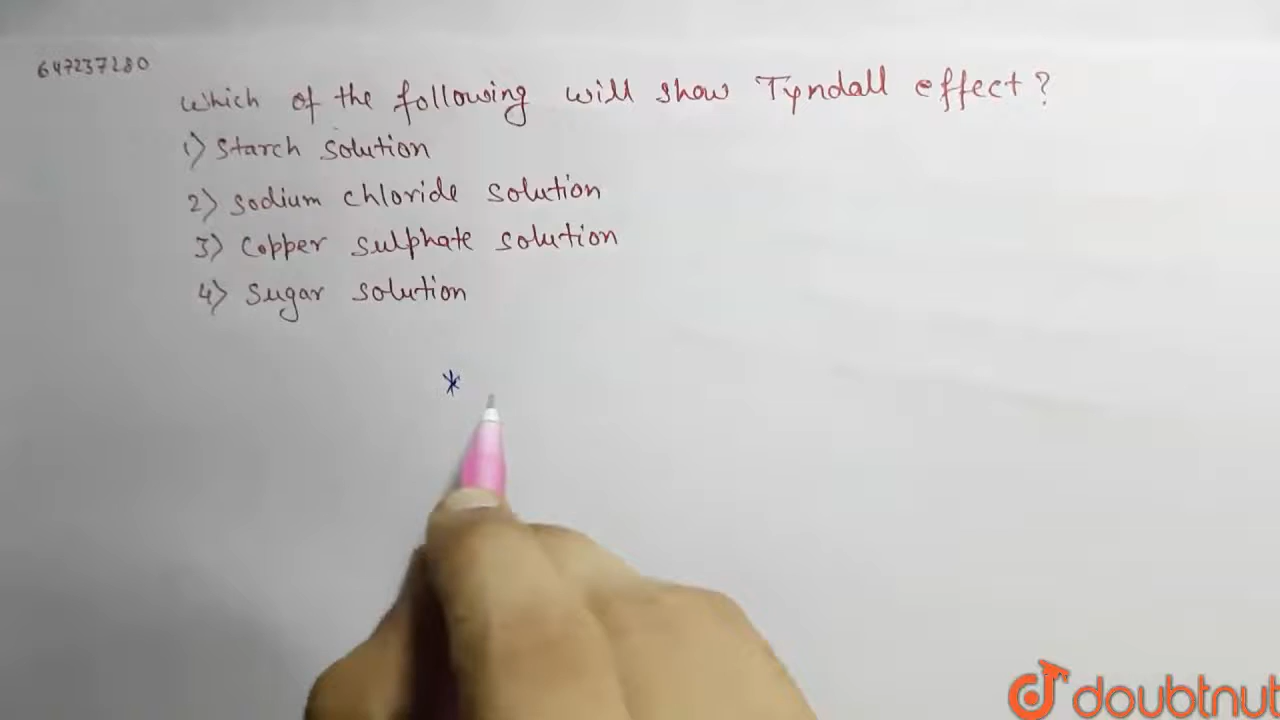 647237280
Which of the following will show Tyndall effect?
1) Starch solution
2) Sodium chloride solution
3) Copper sulphate solution
4) Sugar solution
*
doubtnut